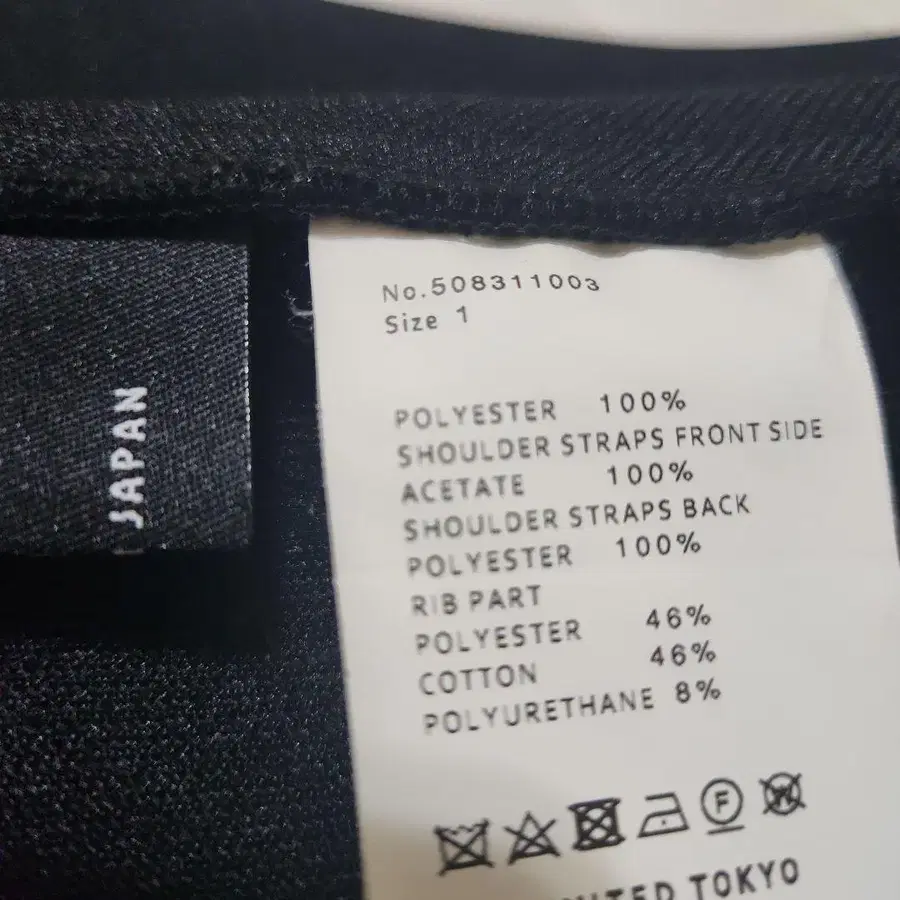 No.508311003
Size 1
POLYESTER 100%
SHOULDER STRAPS FRONT SIDE
ACETATE 100%
SHOULDER STRAPS BACK
POLYESTER 100%
RIB PART
POLYESTER 46%
COTTON 46%
POLYURETHANE 8%
F W
TOKYO
JAPAN